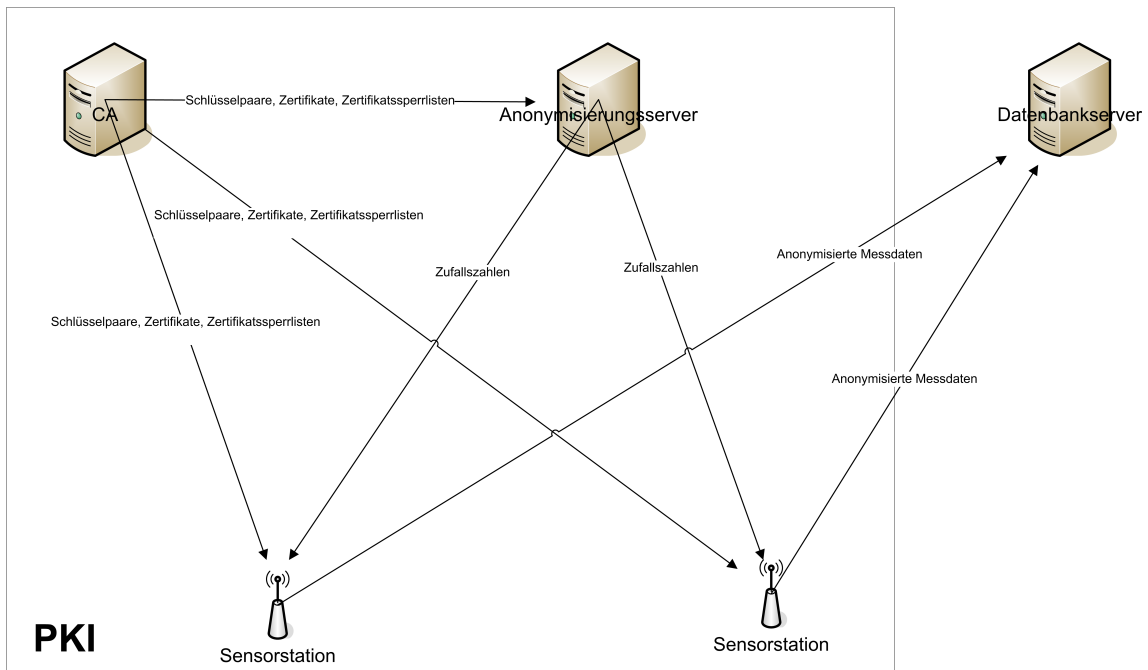 Schlüsselpaare, Zertifikate, Zertifikatssperrlisten
CA
Anonymisierungsserver
Datenbankserver
Schlüsselpaare, Zertifikate, Zertifikatssperrlisten
Anonymisierte Messdaten
Zufallszahlen
Zufallszahlen
Schlüsselpaare, Zertifikate, Zertifikatssperrlisten
Anonymisierte Messdaten
PKI
Sensorstation
Sensorstation